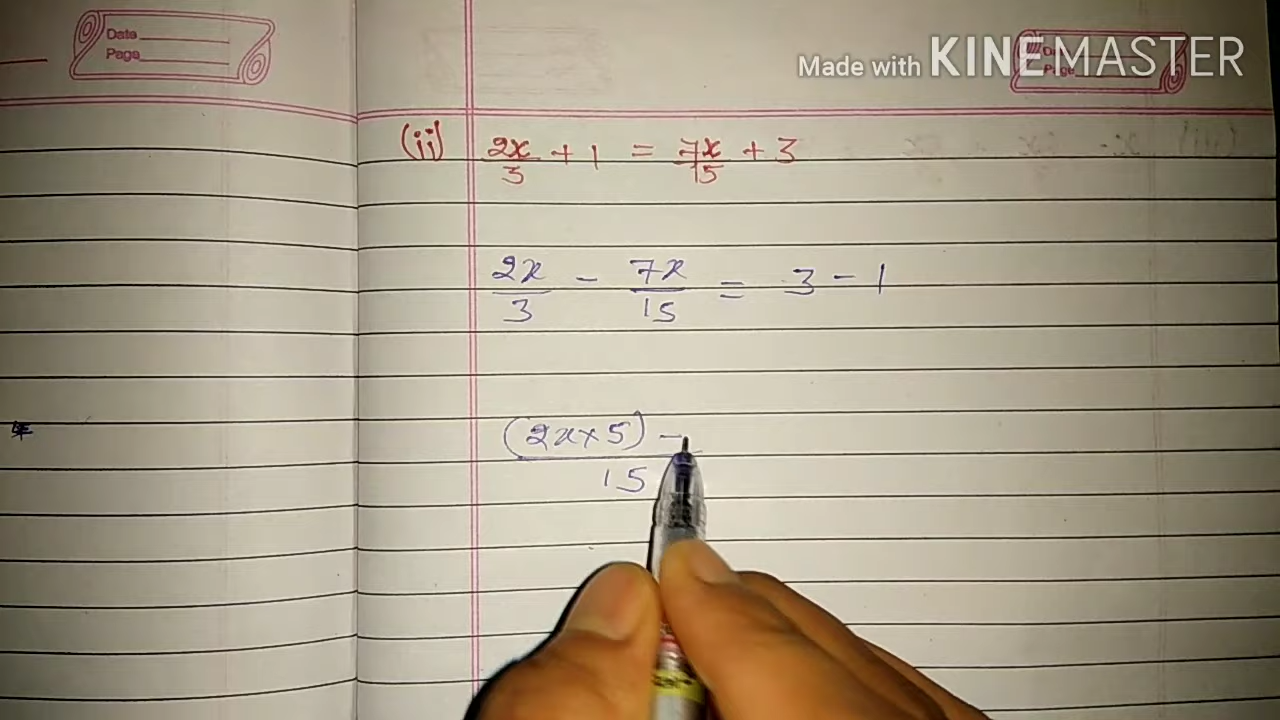 Date
Page
Made with KINEMASTER
(ii) 2x/3 + 1 = 7x/15 + 3
2x/3 - 7x/15 = 3 - 1
(2x×5) - / 15